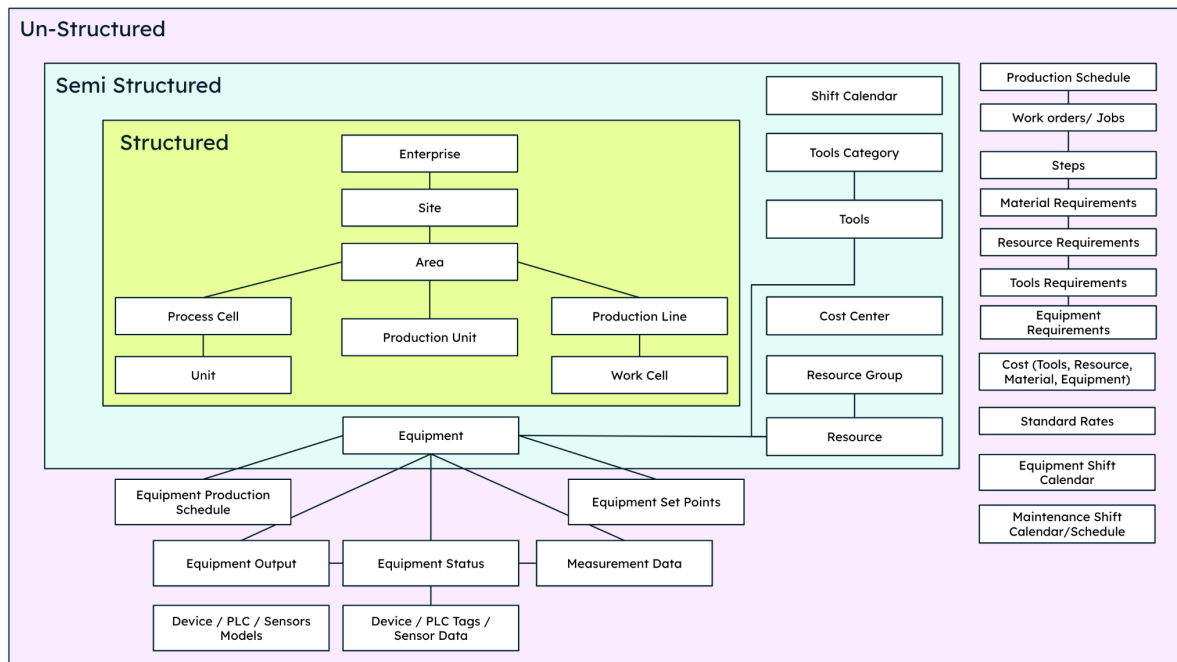 Un-Structured
Semi Structured
Structured
Enterprise
Site
Area
Process Cell
Production Unit
Production Line
Unit
Work Cell
Shift Calendar
Tools Category
Tools
Cost Center
Resource Group
Resource
Equipment
Equipment Production
Schedule
Equipment Set Points
Equipment Output
Equipment Status
Measurement Data
Device / PLC / Sensors
Models
Device / PLC Tags /
Sensor Data
Production Schedule
Work orders/ Jobs
Steps
Material Requirements
Resource Requirements
Tools Requirements
Equipment
Requirements
Cost (Tools, Resource,
Material, Equipment)
Standard Rates
Equipment Shift
Calendar
Maintenance Shift
Calendar/Schedule